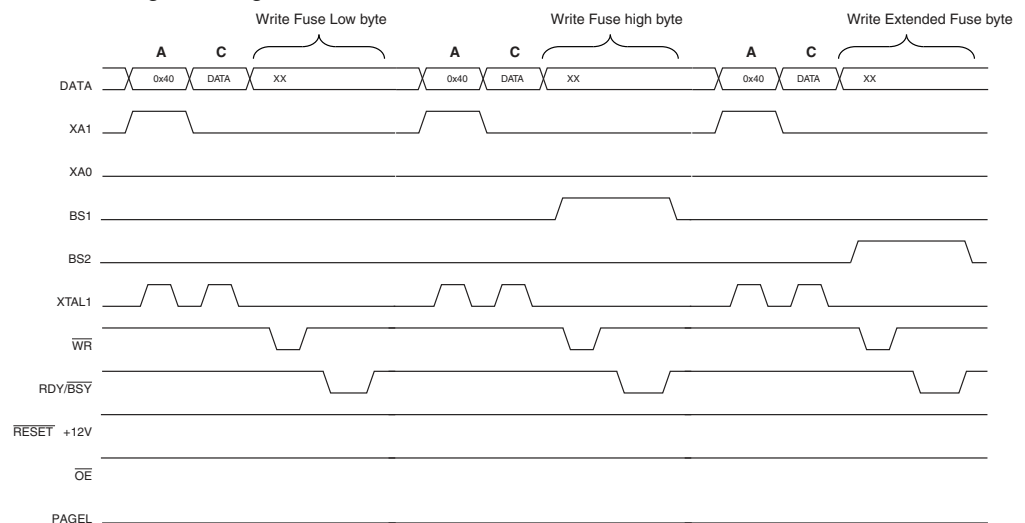 Write Fuse Low byte Write Fuse high byte Write Extended Fuse byte
A C A C A C
DATA 0x40 DATA XX 0x40 DATA XX 0x40 DATA XX
XA1
XA0
BS1
BS2
XTAL1
WR
RDY/BSY
RESET +12V
OE
PAGEL